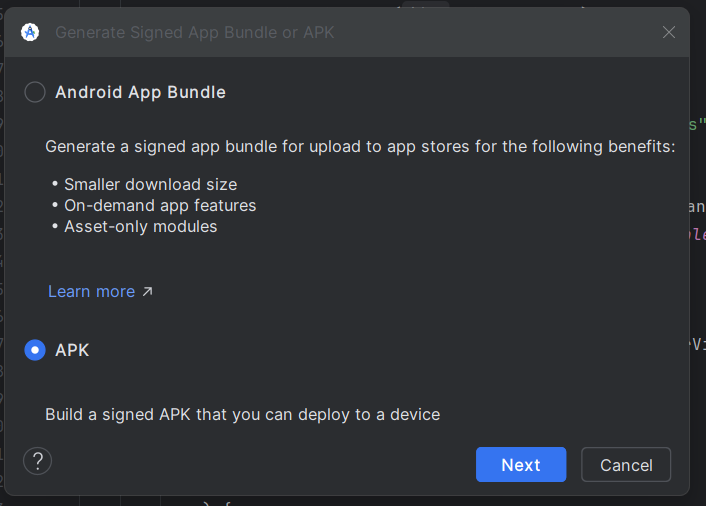 Generate Signed App Bundle or APK
Android App Bundle
Generate a signed app bundle for upload to app stores for the following benefits:
• Smaller download size
• On-demand app features
• Asset-only modules
Learn more ↗
APK
Build a signed APK that you can deploy to a device
?
Next
Cancel